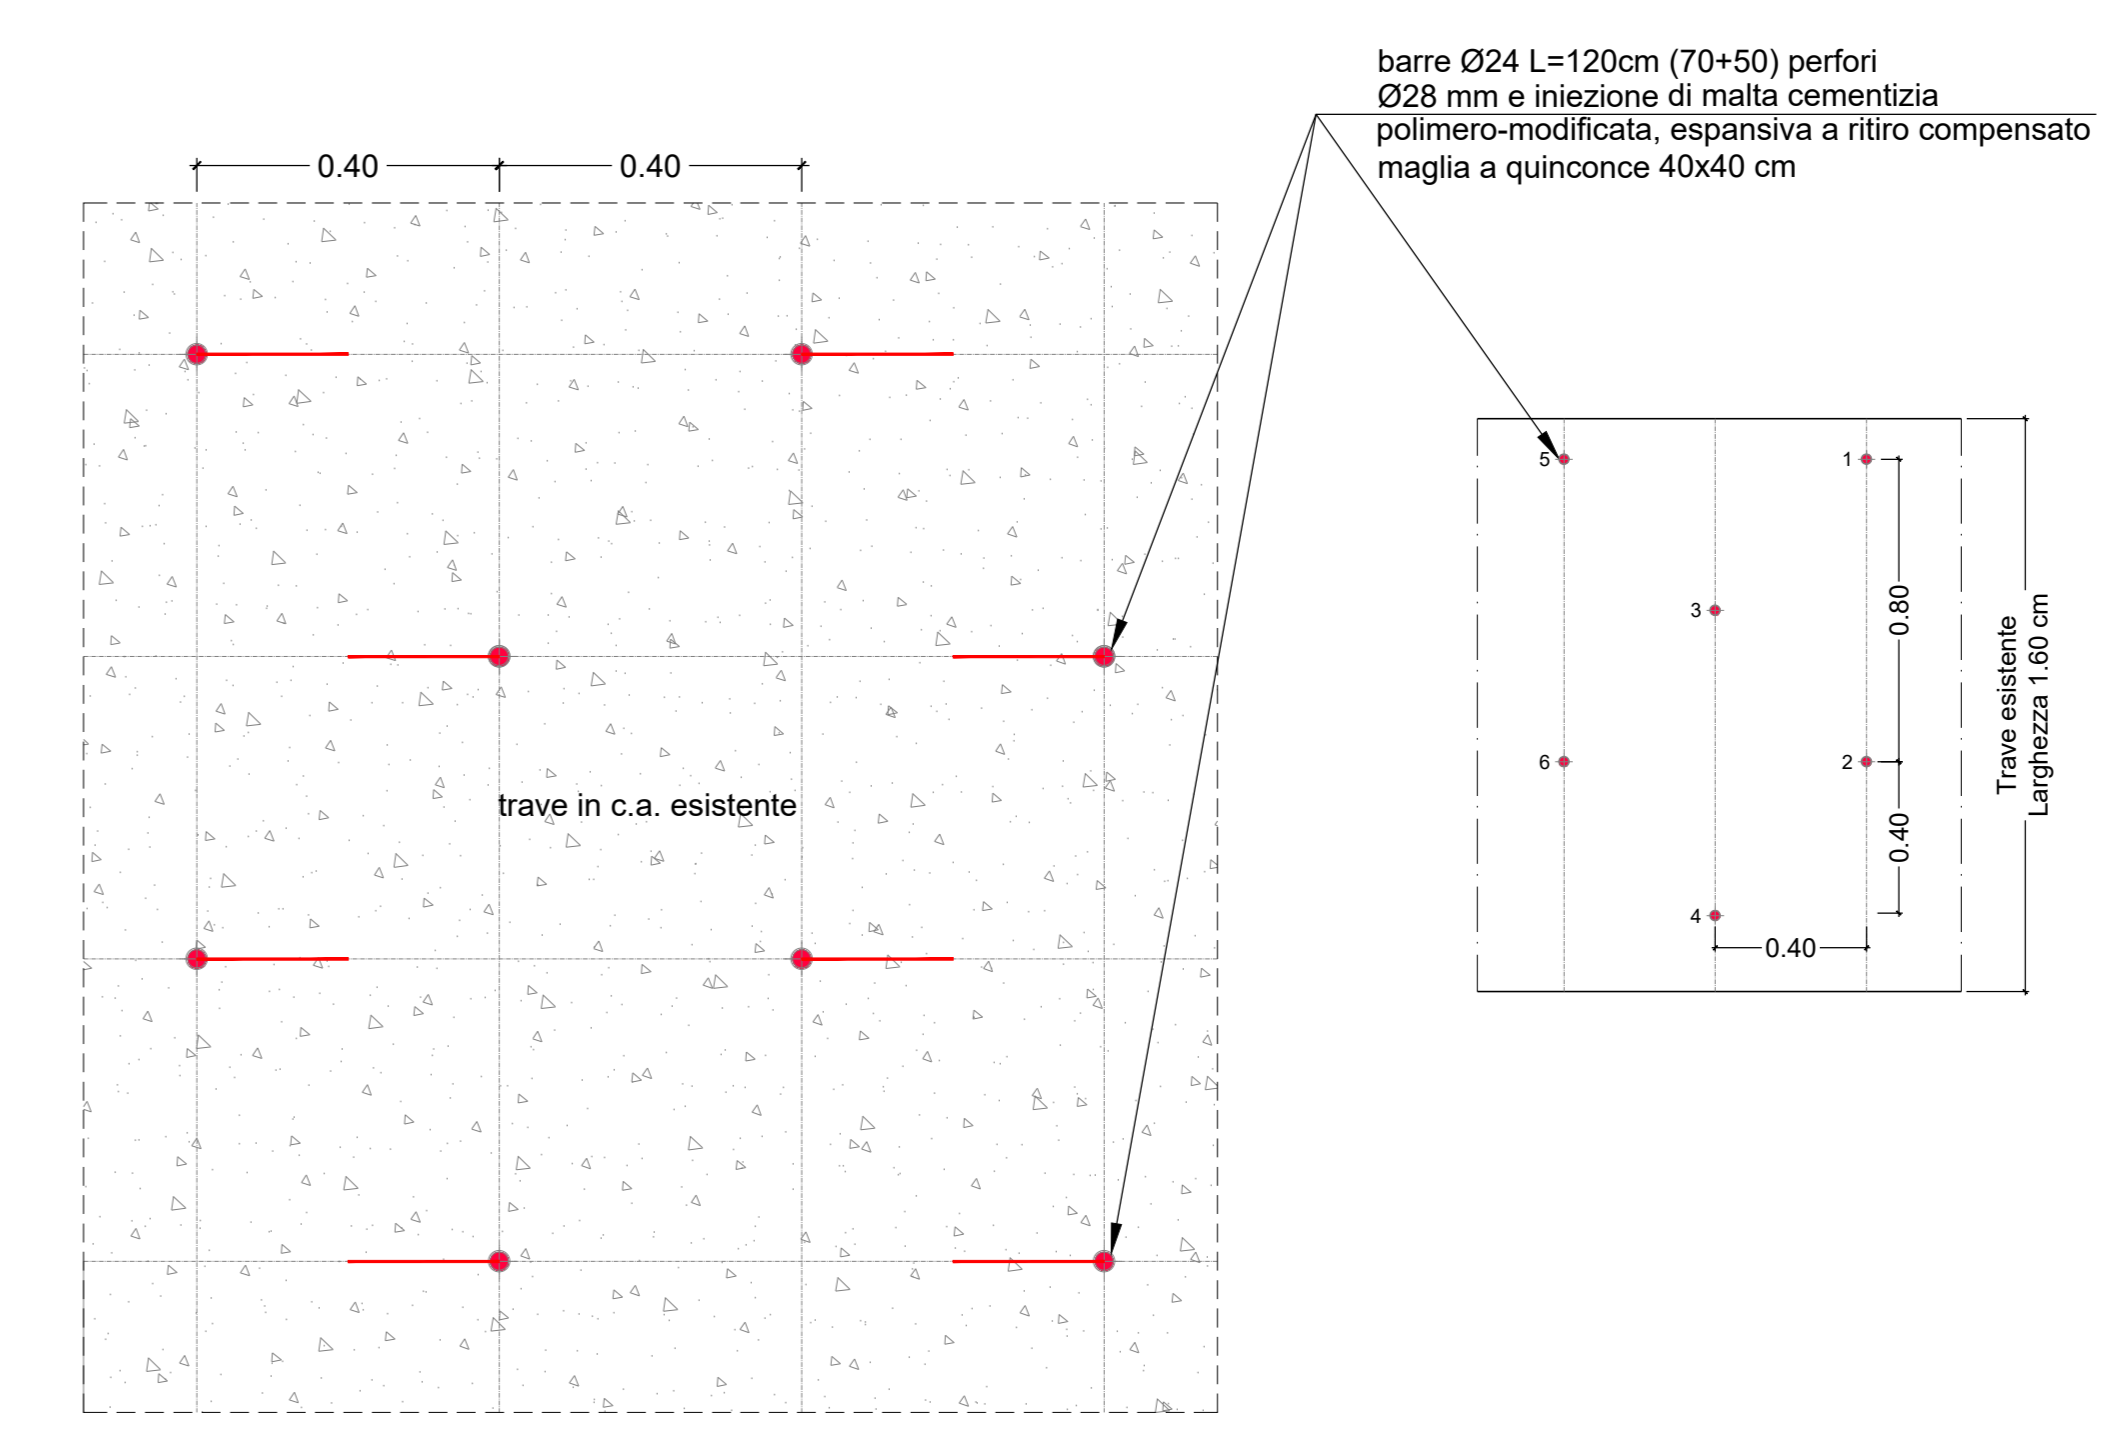 barre Ø24 L=120cm (70+50) perfori
Ø28 mm e iniezione di malta cementizia
polimero-modificata, espansiva a ritiro compensato
maglia a quinconce 40x40 cm
0.40
0.40
trave in c.a. esistente
5
1
3
0.80
6
2
0.40
4
0.40
Trave esistente
Larghezza 1.60 cm